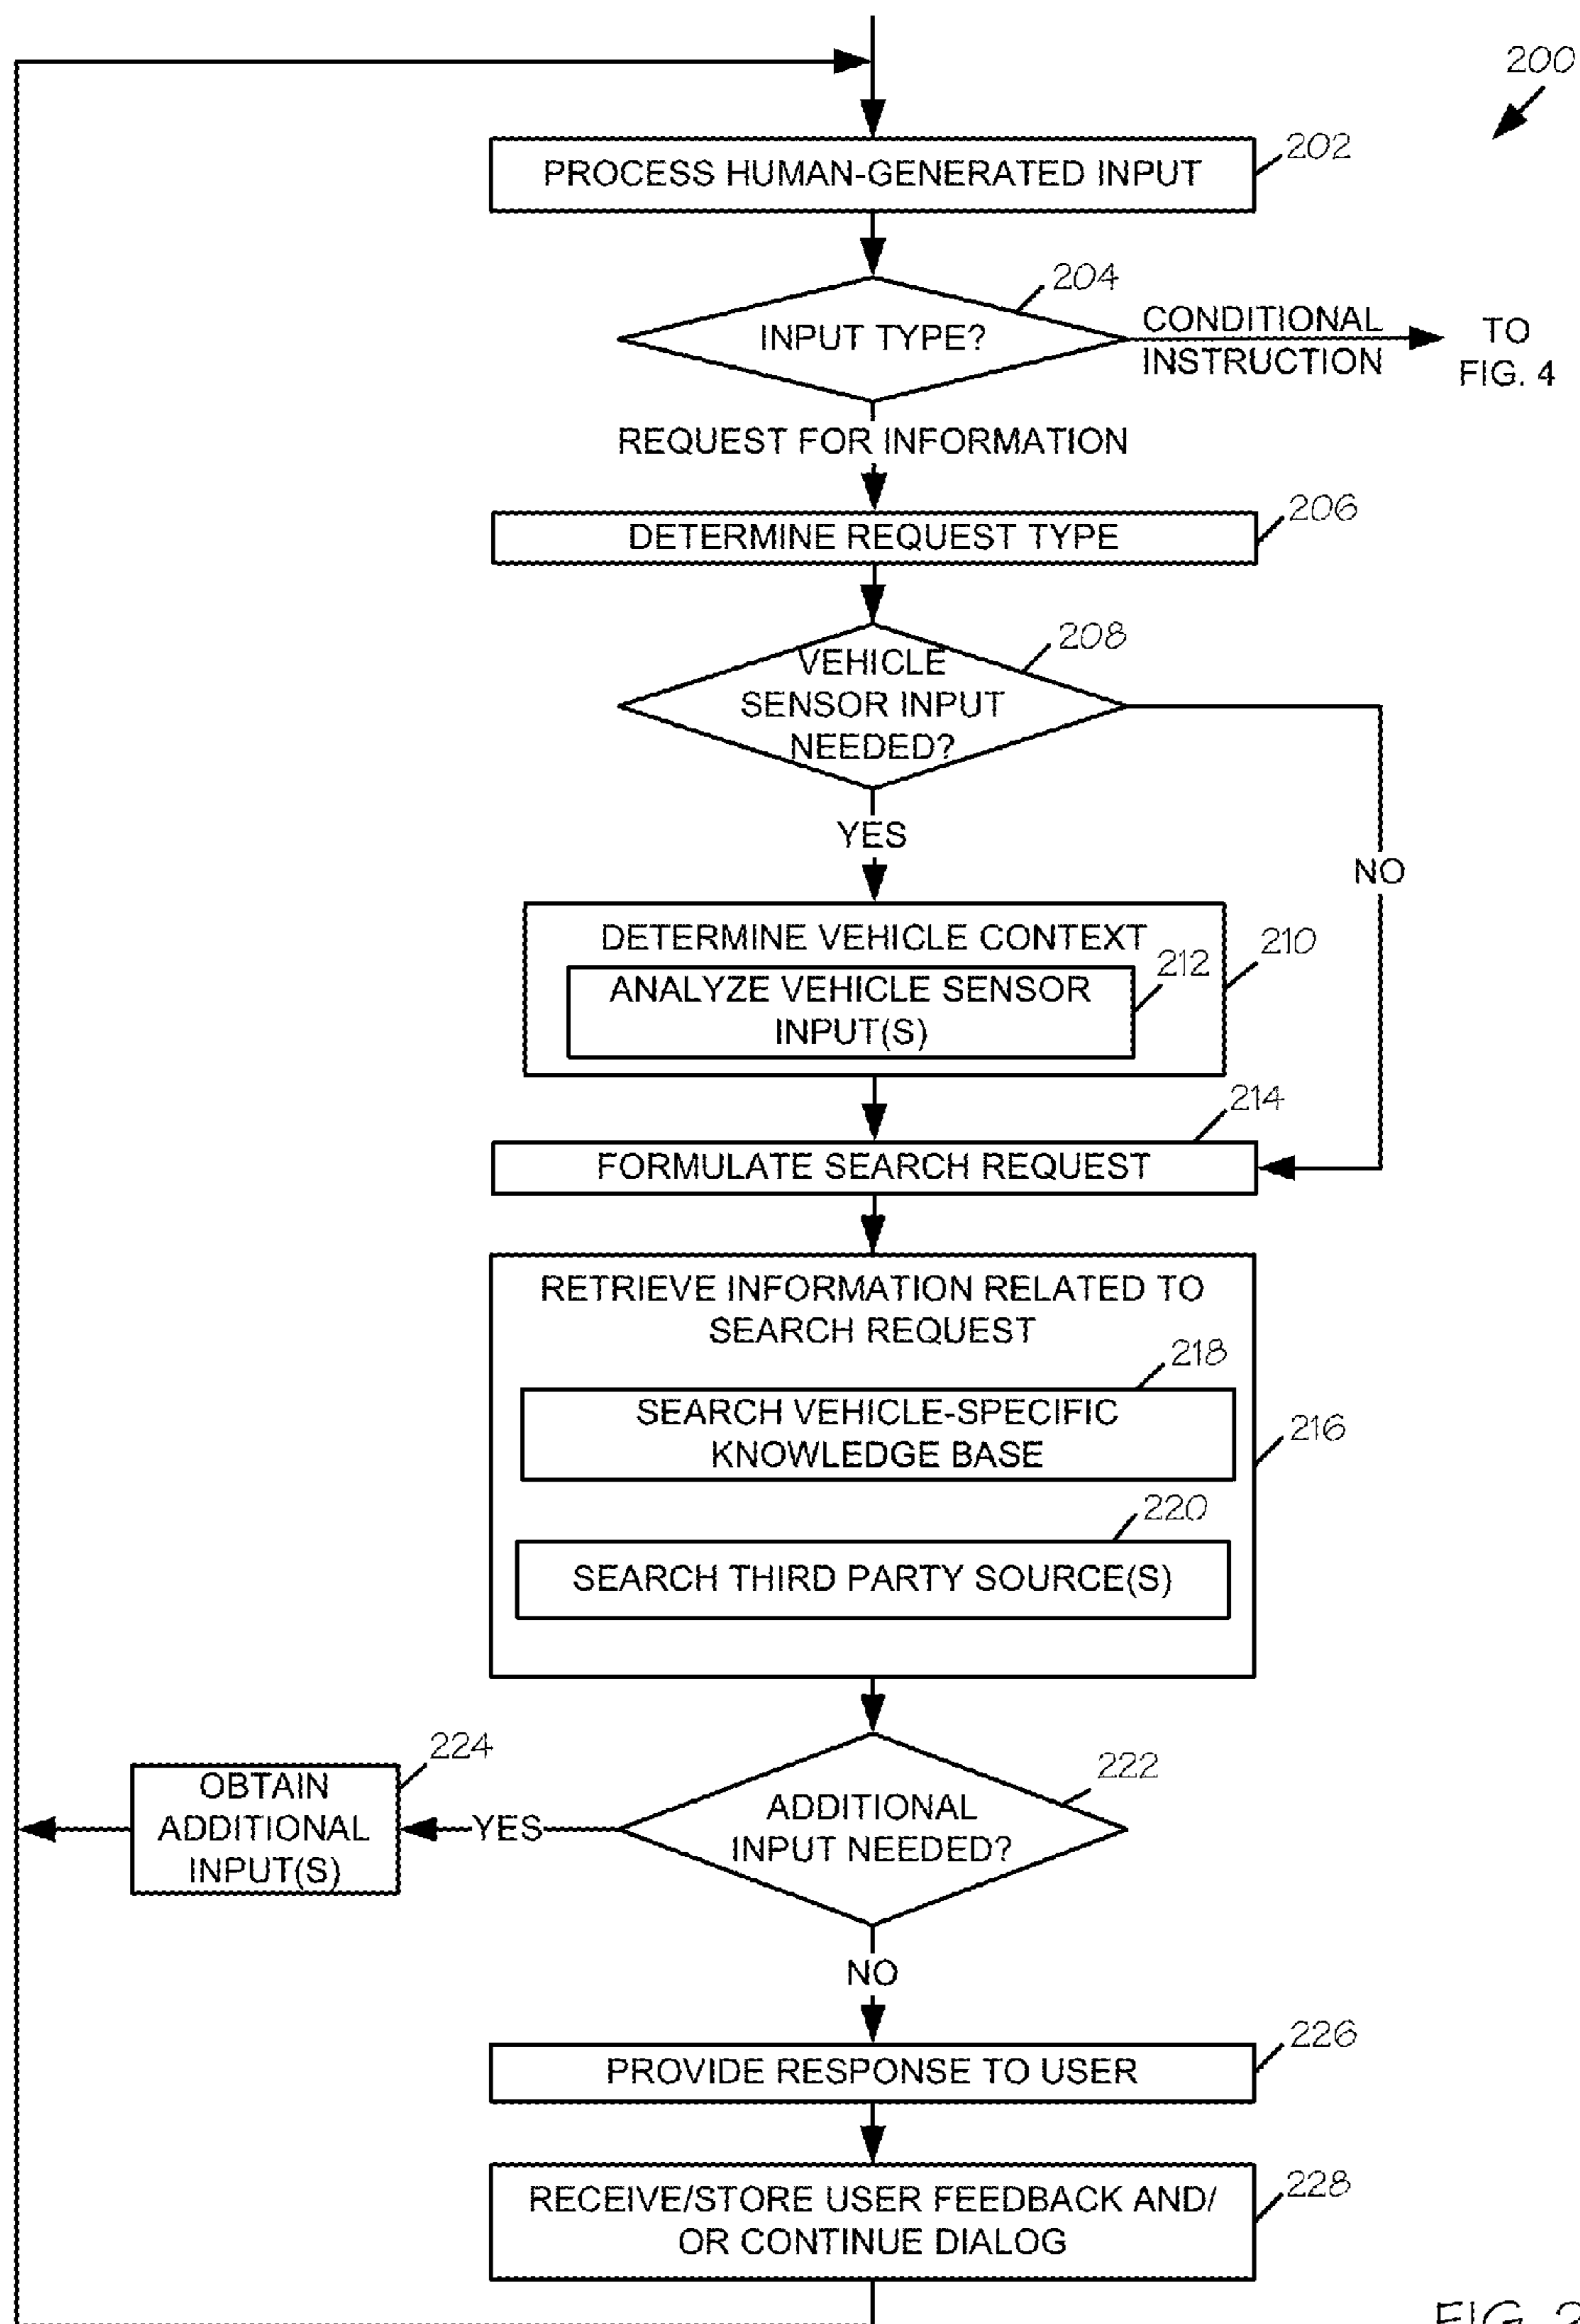 200
PROCESS HUMAN-GENERATED INPUT
202
204
INPUT TYPE?
CONDITIONAL
INSTRUCTION
TO
FIG. 4
REQUEST FOR INFORMATION
206
DETERMINE REQUEST TYPE
208
VEHICLE
SENSOR INPUT
NEEDED?
YES
NO
DETERMINE VEHICLE CONTEXT
210
212
ANALYZE VEHICLE SENSOR
INPUT(S)
214
FORMULATE SEARCH REQUEST
RETRIEVE INFORMATION RELATED TO
SEARCH REQUEST
218
SEARCH VEHICLE-SPECIFIC
KNOWLEDGE BASE
216
220
SEARCH THIRD PARTY SOURCE(S)
224
OBTAIN
ADDITIONAL
INPUT(S)
YES
222
ADDITIONAL
INPUT NEEDED?
NO
226
PROVIDE RESPONSE TO USER
228
RECEIVE/STORE USER FEEDBACK AND/
OR CONTINUE DIALOG
FIG. 2